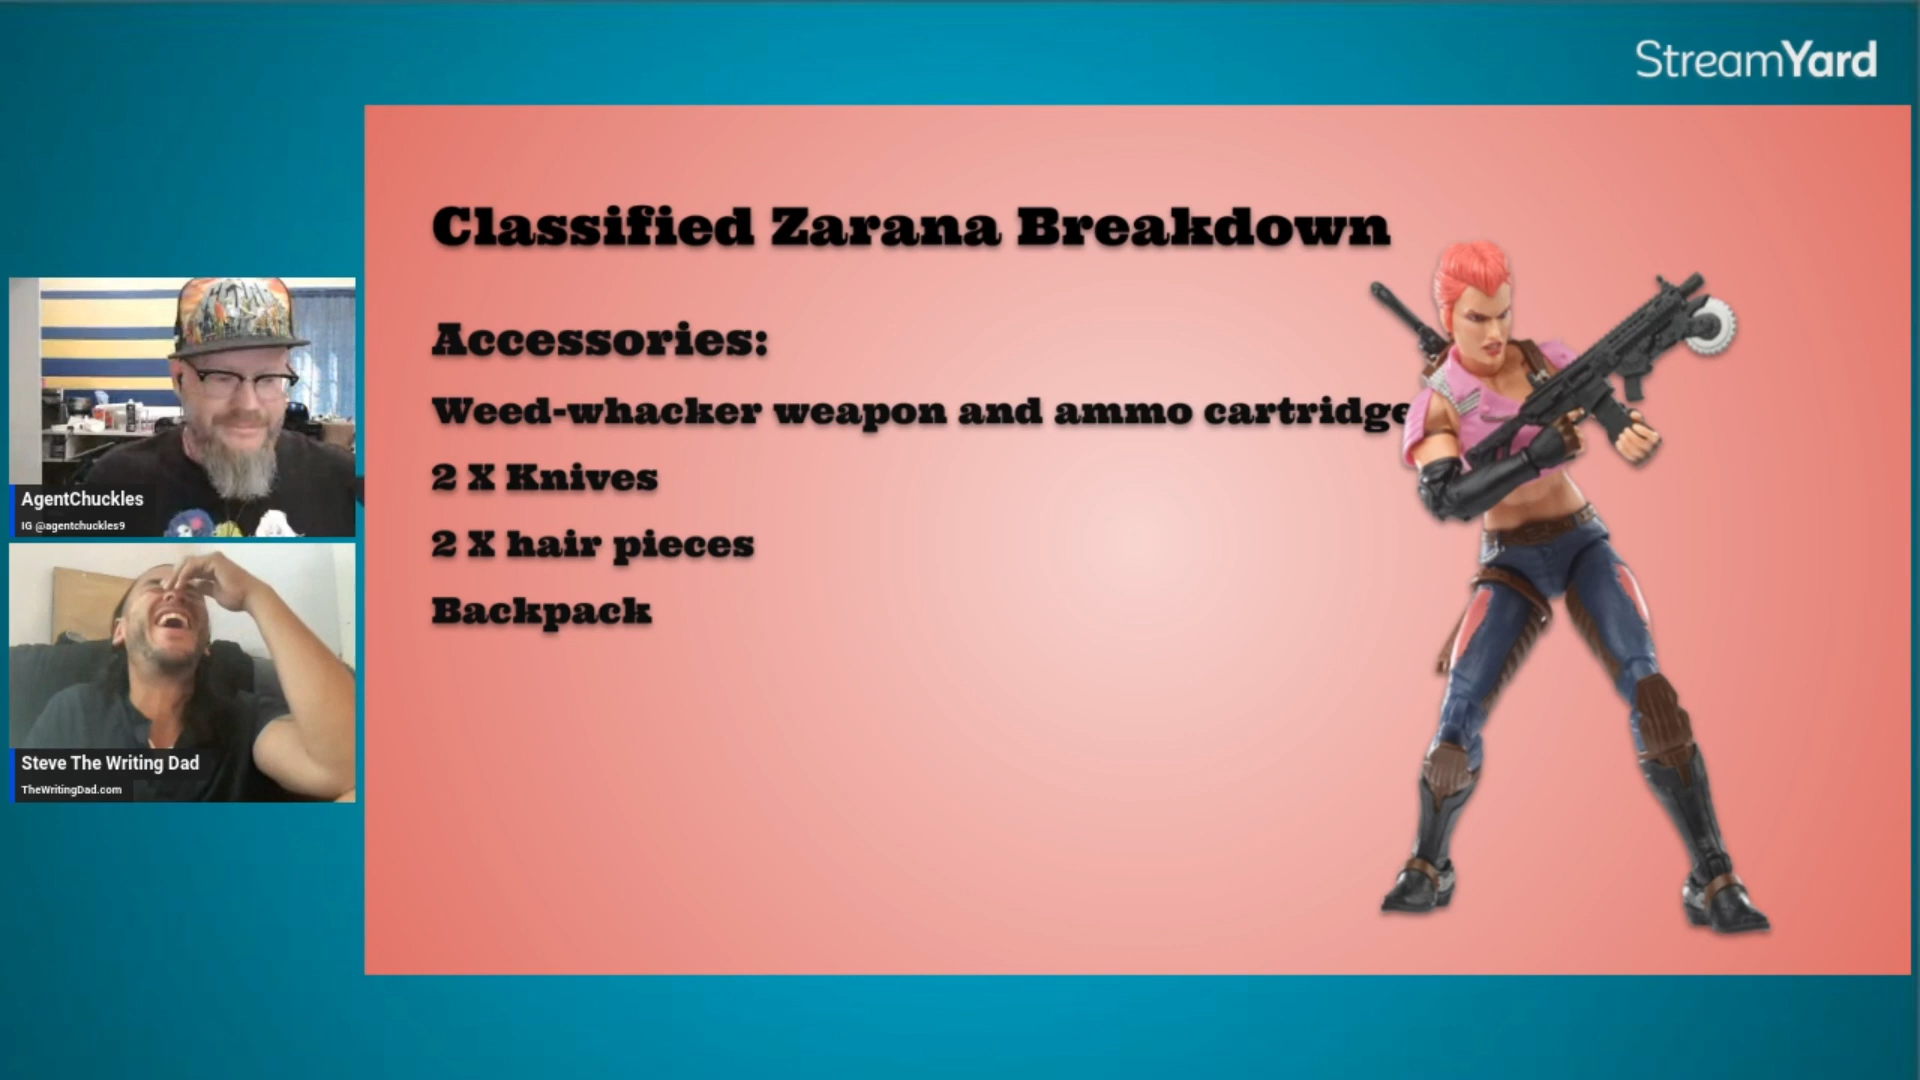 StreamYard
Classified Zarana Breakdown
Accessories:
Weed-whacker weapon and ammo cartridge
2 X Knives
2 X hair pieces
Backpack
AgentChuckles
IG @agentchuckles9
Steve The Writing Dad
TheWritingDad.com